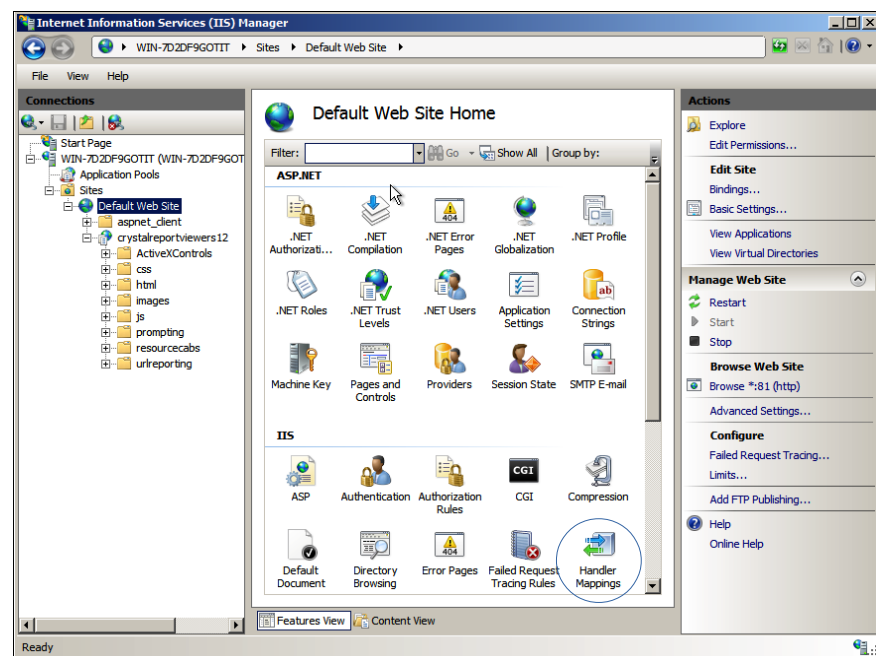 Internet Information Services (IIS) Manager
WIN-7D2DF9GOTIT Sites Default Web Site
File View Help
Connections
Start Page
WIN-7D2DF9GOTIT (WIN-7D2DF9GOT
Application Pools
Sites
Default Web Site
aspnet_client
crystalreportviewers12
ActiveXControls
css
html
images
js
prompting
resourcecabs
urlreporting
Default Web Site Home
Filter: Go Show All Group by:
ASP.NET
.NET Authorizati...
.NET Compilation
.NET Error Pages
.NET Globalization
.NET Profile
.NET Roles
.NET Trust Levels
.NET Users
Application Settings
Connection Strings
Machine Key
Pages and Controls
Providers
Session State
SMTP E-mail
IIS
ASP
Authentication
Authorization Rules
CGI
Compression
Default Document
Directory Browsing
Error Pages
Failed Request Tracing Rules
Handler Mappings
404
ab
CGI
404
Features View Content View
Actions
Explore
Edit Permissions...
Edit Site
Bindings...
Basic Settings...
View Applications
View Virtual Directories
Manage Web Site
Restart
Start
Stop
Browse Web Site
Browse *:81 (http)
Advanced Settings...
Configure
Failed Request Tracing...
Limits...
Add FTP Publishing...
Help
Online Help
Ready